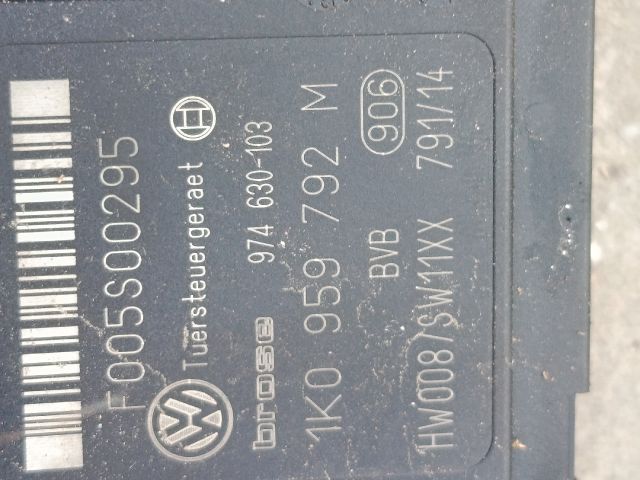 F005S00295
Tuersteuergeraet
brose 974 630-103
1K0 959 792 M
BVB 906
HW008/SW11XX 791/14